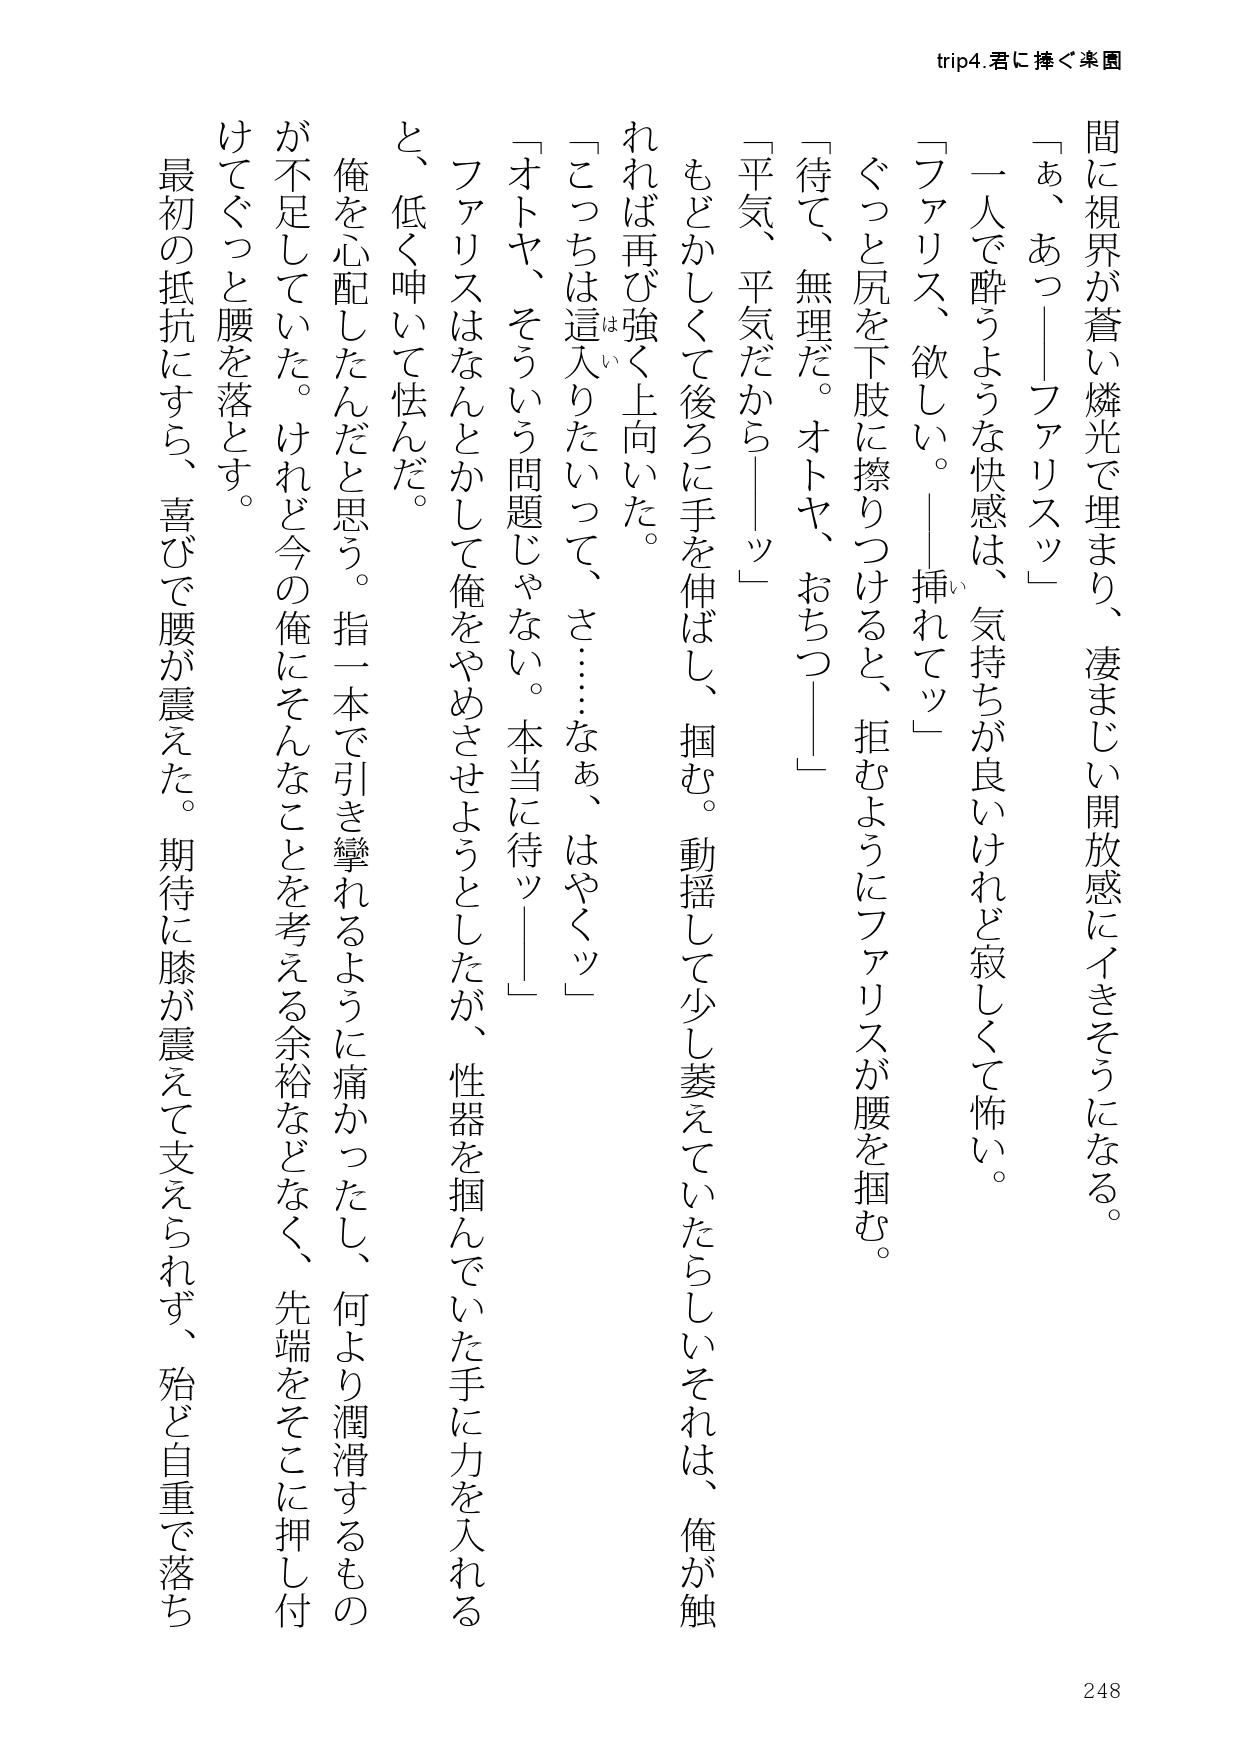 trip4.君に捧ぐ楽園
間に視界が蒼い燐光で埋まり、凄まじい開放感にイきそうになる。
「ぁ、あっ――ファリスッ」
一人で酔うような快感は、気持ちが良いけれど寂しくて怖い。
「ファリス、欲しい。――挿れてッ」
ぐっと尻を下肢に擦りつけると、拒むようにファリスが腰を掴む。
「待て、無理だ。オトヤ、おちつ――」
「平気、平気だから――ッ」
もどかしくて後ろに手を伸ばし、掴む。動揺して少し萎えていたらしいそれは、俺が触
れれば再び強く上向いた。
「こっちは這入りたいって、さ……なぁ、はやくッ」
「オトヤ、そういう問題じゃない。本当に待ッ――」
ファリスはなんとかして俺をやめさせようとしたが、性器を掴んでいた手に力を入れる
と、低く呻いて怯んだ。
俺を心配したんだと思う。指一本で引き攣れるように痛かったし、何より潤滑するもの
が不足していた。けれど今の俺にそんなことを考える余裕などなく、先端をそこに押し付
けてぐっと腰を落とす。
最初の抵抗にすら、喜びで腰が震えた。期待に膝が震えて支えられず、殆ど自重で落ち
248